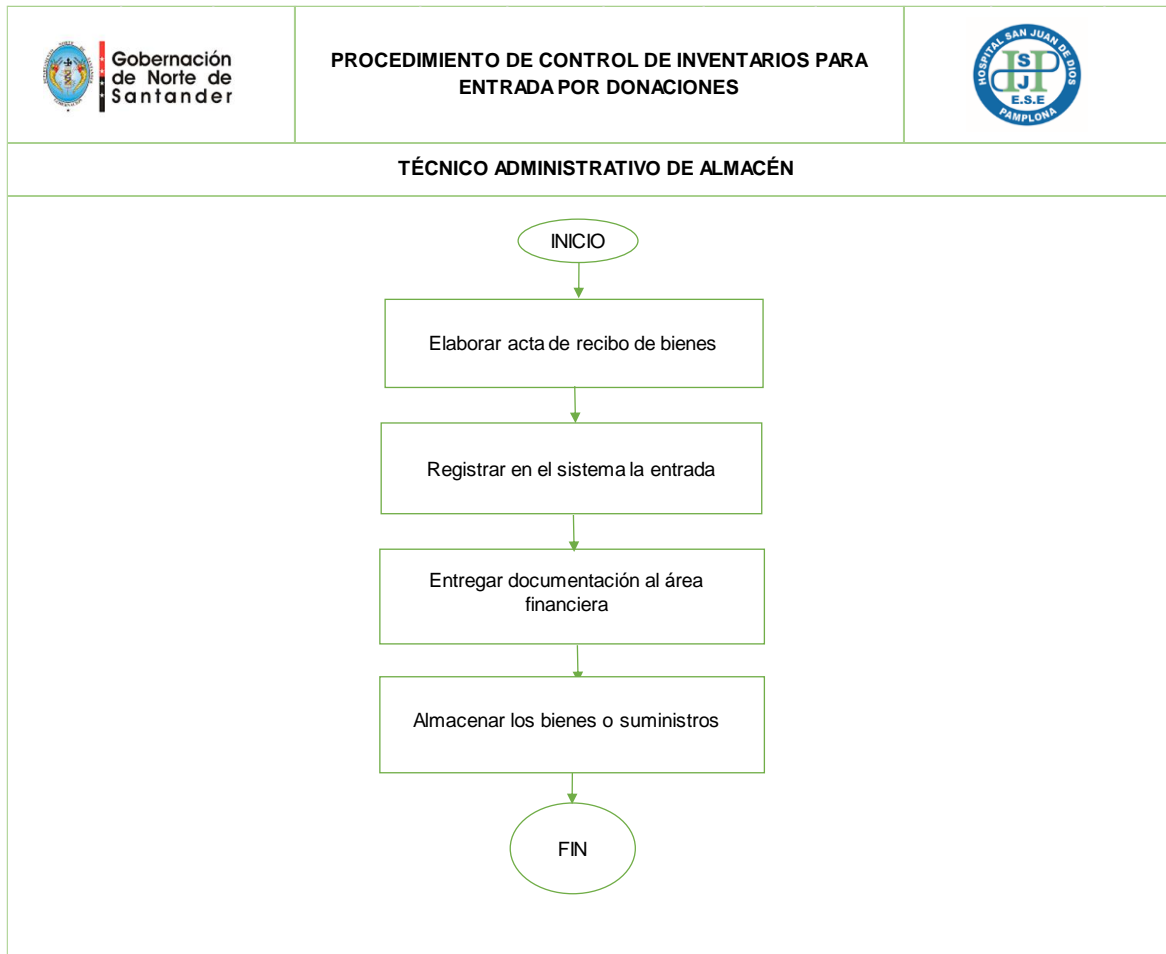 Gobernación
de Norte de
Santander
PROCEDIMIENTO DE CONTROL DE INVENTARIOS PARA
ENTRADA POR DONACIONES
HOSPITAL SAN JUAN DE DIOS
S
H
J
E.S.E
PAMPLONA
TÉCNICO ADMINISTRATIVO DE ALMACÉN
INICIO
Elaborar acta de recibo de bienes
Registrar en el sistema la entrada
Entregar documentación al área
financiera
Almacenar los bienes o suministros
FIN